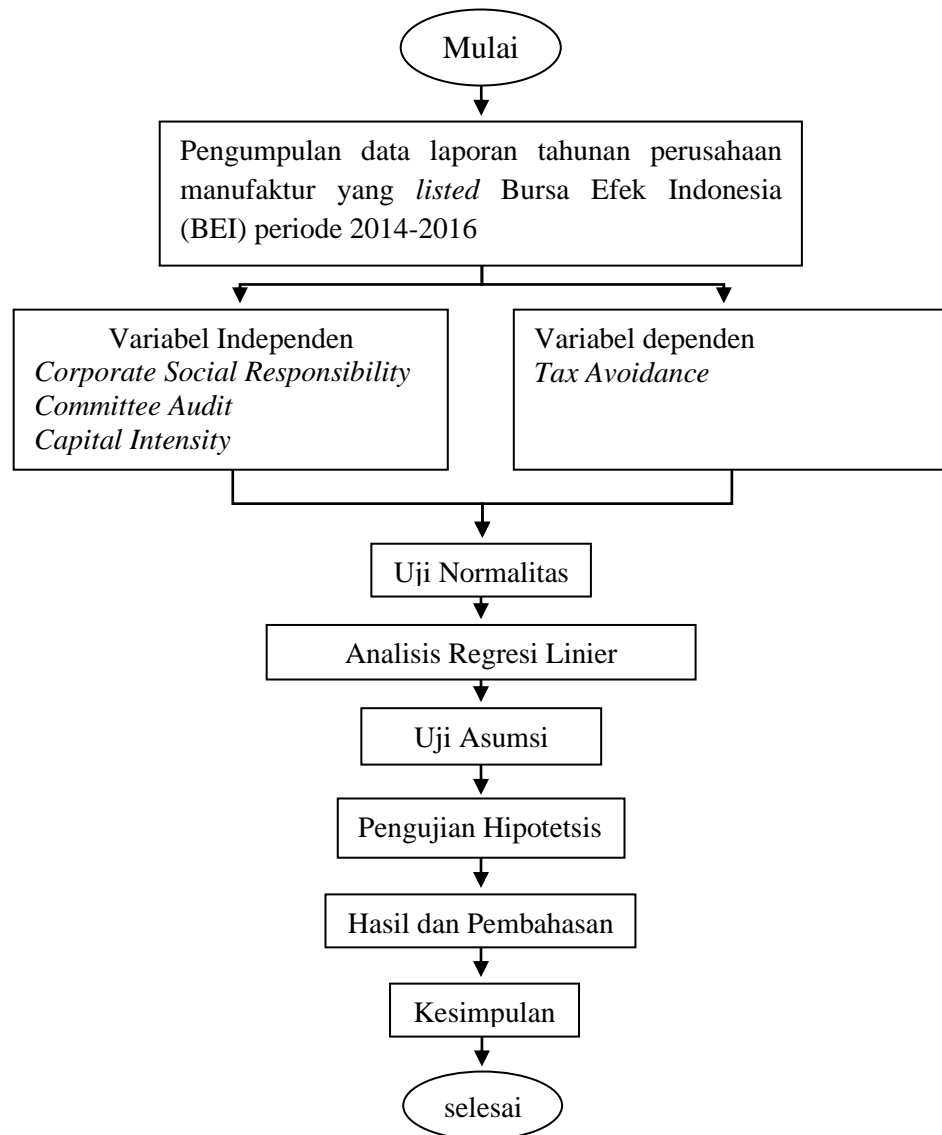 Mulai
Pengumpulan data laporan tahunan perusahaan
manufaktur yang listed Bursa Efek Indonesia
(BEI) periode 2014-2016
Variabel Independen
Corporate Social Responsibility
Committee Audit
Capital Intensity
Variabel dependen
Tax Avoidance
Uji Normalitas
Analisis Regresi Linier
Uji Asumsi
Pengujian Hipotetsis
Hasil dan Pembahasan
Kesimpulan
selesai